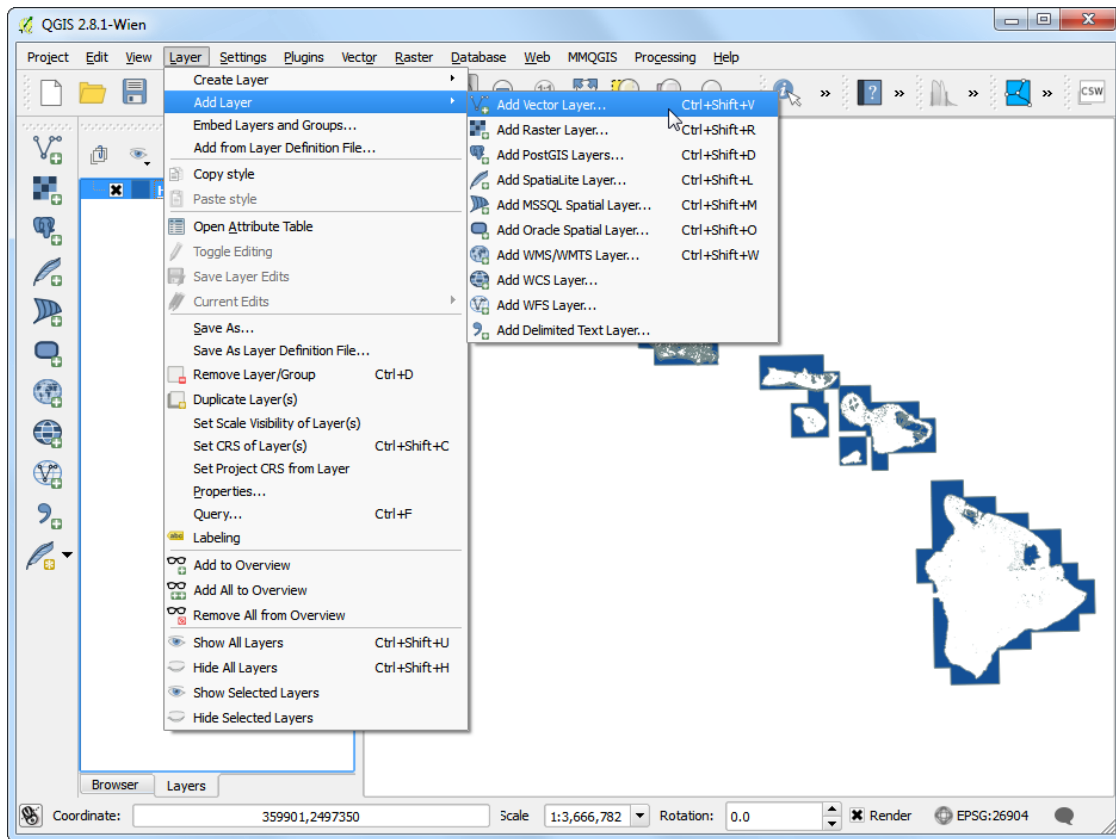 QGIS 2.8.1-Wien
Project Edit View Layer Settings Plugins Vector Raster Database Web MMQGIS Processing Help
CSW
Create Layer
Add Layer
Embed Layers and Groups...
Add from Layer Definition File...
Copy style
Paste style
Open Attribute Table
Toggle Editing
Save Layer Edits
Current Edits
Save As...
Save As Layer Definition File...
Remove Layer/Group Ctrl+D
Duplicate Layer(s)
Set Scale Visibility of Layer(s)
Set CRS of Layer(s) Ctrl+Shift+C
Set Project CRS from Layer
Properties...
Query... Ctrl+F
abc Labeling
Add to Overview
Add All to Overview
Remove All from Overview
Show All Layers Ctrl+Shift+U
Hide All Layers Ctrl+Shift+H
Show Selected Layers
Hide Selected Layers
Add Vector Layer... Ctrl+Shift+V
Add Raster Layer... Ctrl+Shift+R
Add PostGIS Layers... Ctrl+Shift+D
Add SpatiaLite Layer... Ctrl+Shift+L
Add MSSQL Spatial Layer... Ctrl+Shift+M
Add Oracle Spatial Layer... Ctrl+Shift+O
Add WMS/WMTS Layer... Ctrl+Shift+W
Add WCS Layer...
Add WFS Layer...
Add Delimited Text Layer...
Browser Layers
Coordinate: 359901,2497350 Scale 1:3,666,782 Rotation: 0.0 Render EPSG:26904